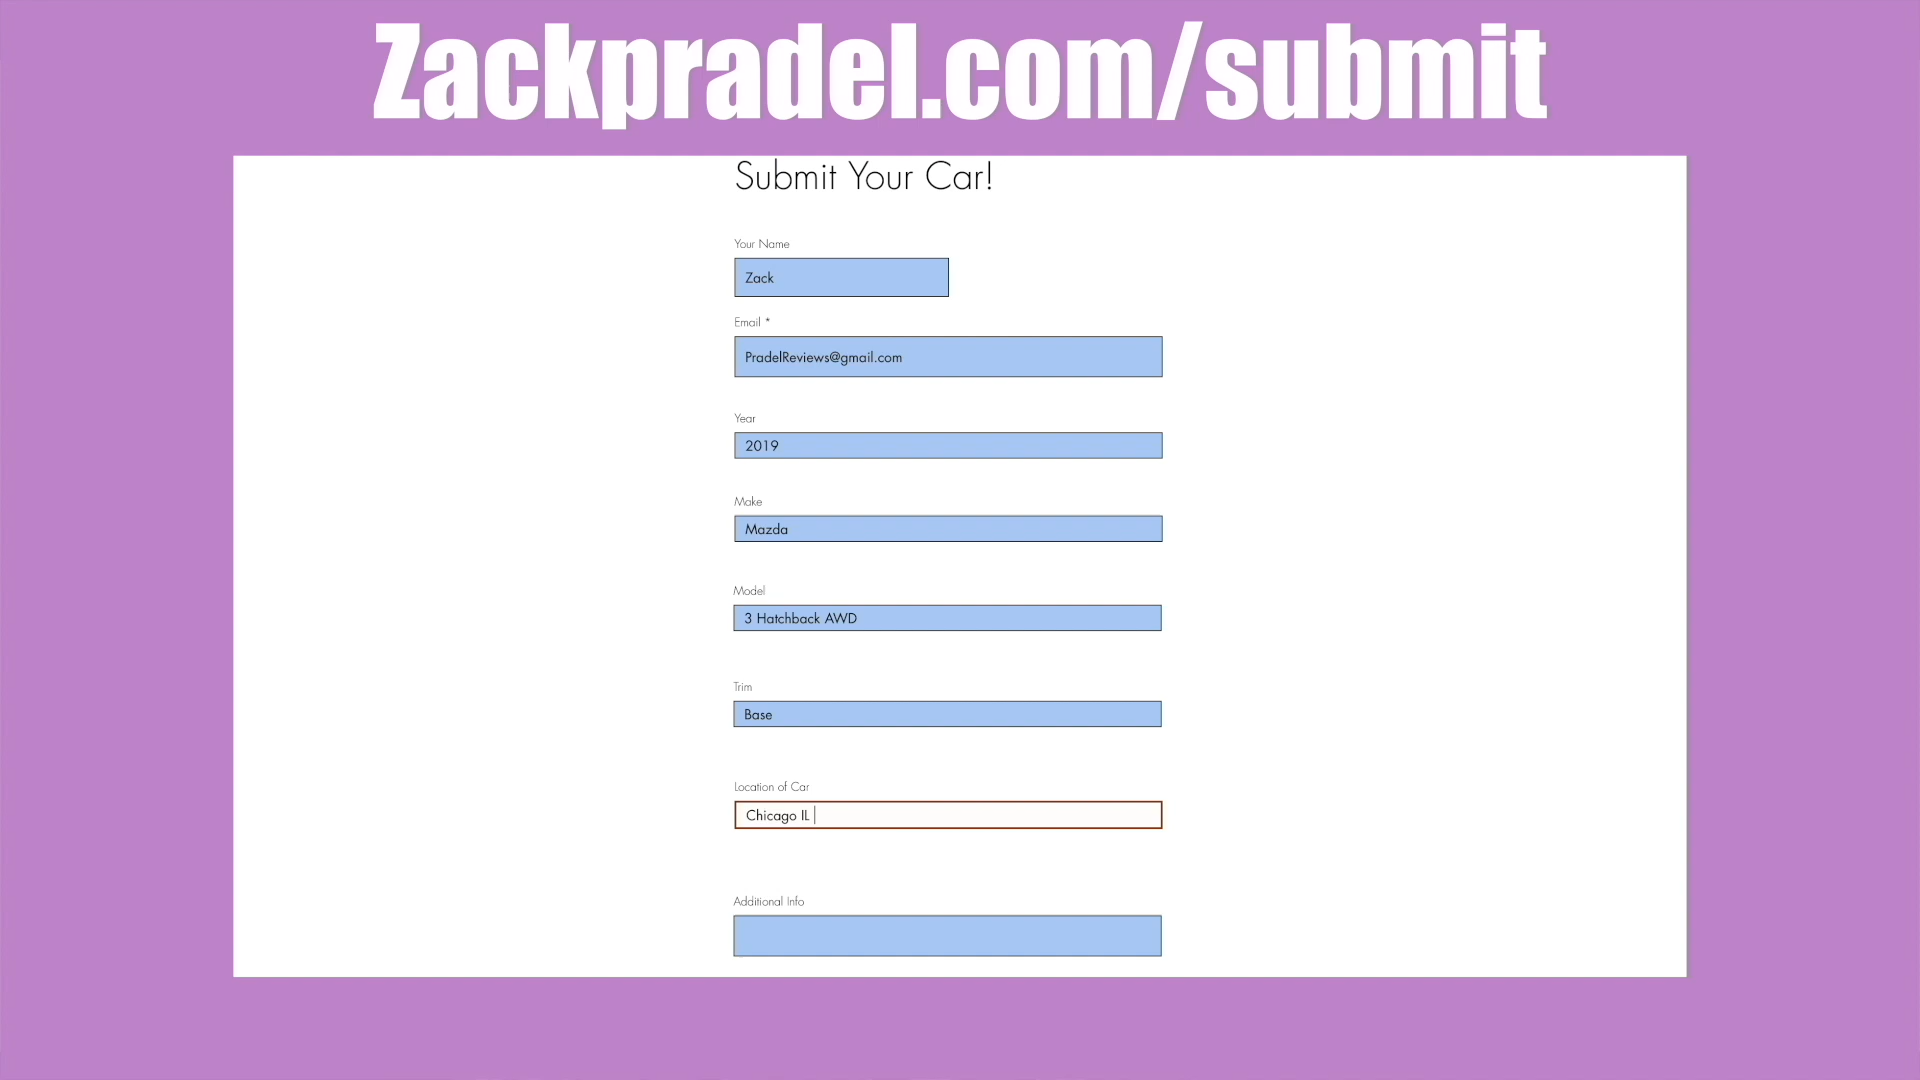 Zackpradel.com/submit
Submit Your Car!
Your Name
Zack
Email *
PradelReviews@gmail.com
Year
2019
Make
Mazda
Model
3 Hatchback AWD
Trim
Base
Location of Car
Chicago IL
Additional Info